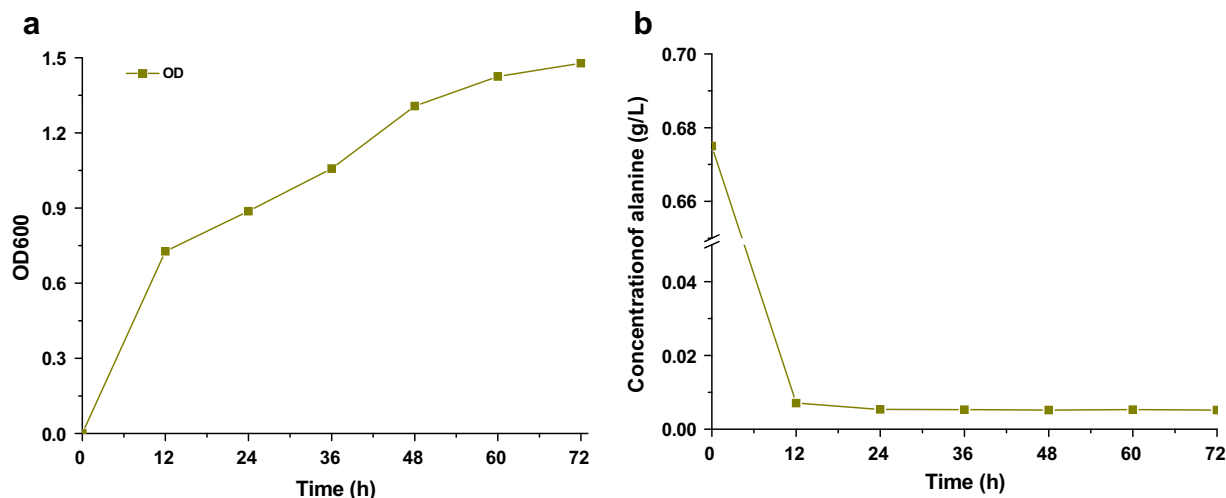 a
1.5
1.2
0.9
0.6
0.3
0.0
OD600
OD
0 12 24 36 48 60 72
Time (h)
b
0.70
0.68
0.66
0.04
0.02
0.00
Concentrationof alanine (g/L)
0 12 24 36 48 60 72
Time (h)